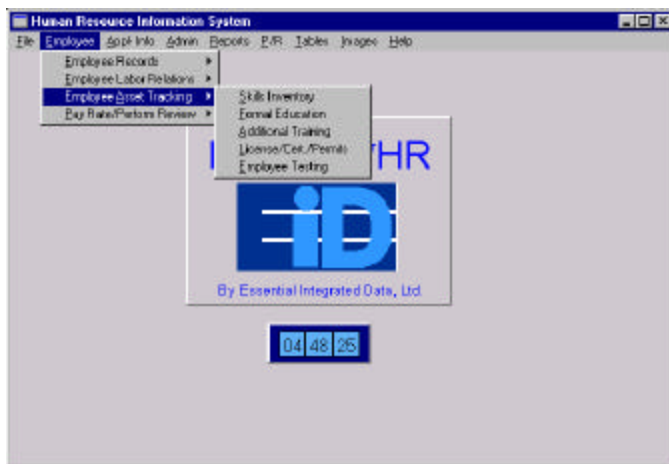 Human Resource Information System
File Employee Appl Info Admin Reports P/R Tables Images Help
Employee Records
Employee Labor Relations
Employee Asset Tracking
Pay Rate/Perform Review
Skills Inventory
Formal Education
Additional Training
License/Cert./Permits
Employee Testing
/HR
iD
By Essential Integrated Data, Ltd.
04 48 25